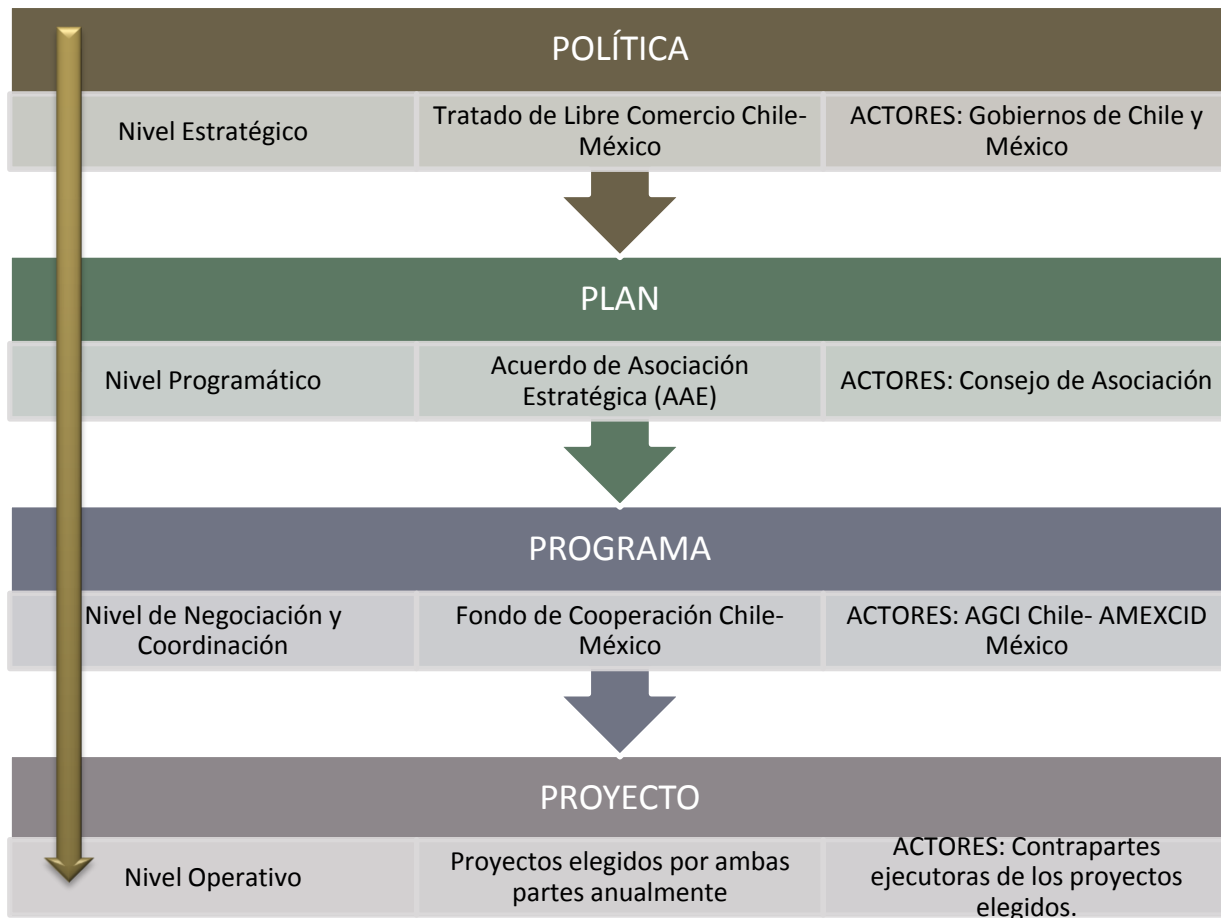 POLÍTICA
Nivel Estratégico
Tratado de Libre Comercio Chile-
México
ACTORES: Gobiernos de Chile y
México
PLAN
Nivel Programático
Acuerdo de Asociación
Estratégica (AAE)
ACTORES: Consejo de Asociación
PROGRAMA
Nivel de Negociación y
Coordinación
Fondo de Cooperación Chile-
México
ACTORES: AGCI Chile- AMEXCID
México
PROYECTO
Nivel Operativo
Proyectos elegidos por ambas
partes anualmente
ACTORES: Contrapartes
ejecutoras de los proyectos
elegidos.